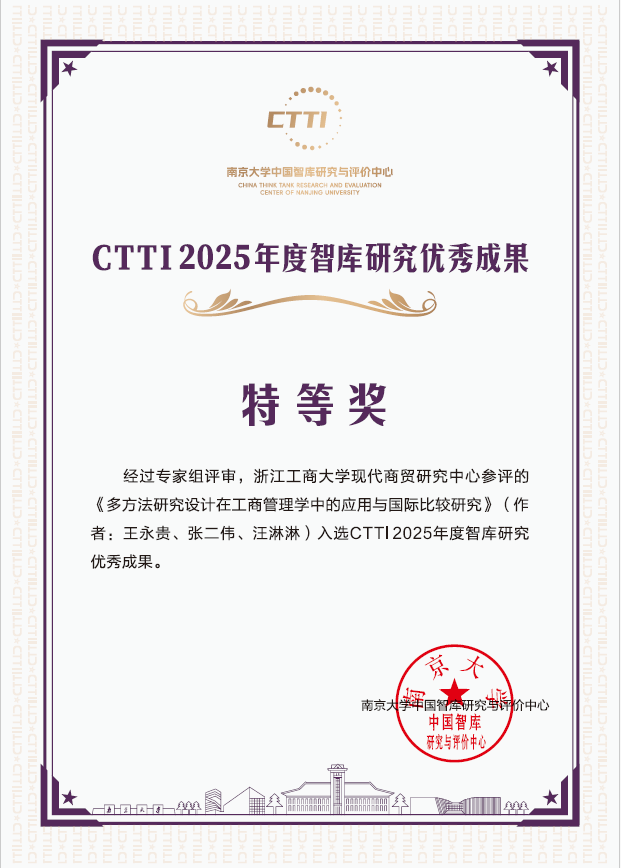 CTTI
南京大学中国智库研究与评价中心
CHINA THINK TANK RESEARCH AND EVALUATION
CENTER OF NANJING UNIVERSITY
CTTI 2025年度智库研究优秀成果
特等奖
经过专家组评审，浙江工商大学现代商贸研究中心参评的
《多方法研究设计在工商管理学中的应用与国际比较研究》（作
者：王永贵、张二伟、汪淋淋）入选CTTI 2025年度智库研究
优秀成果。
南京大学
南京大学中国智库研究与评价中心
中国智库
研究与评价中心